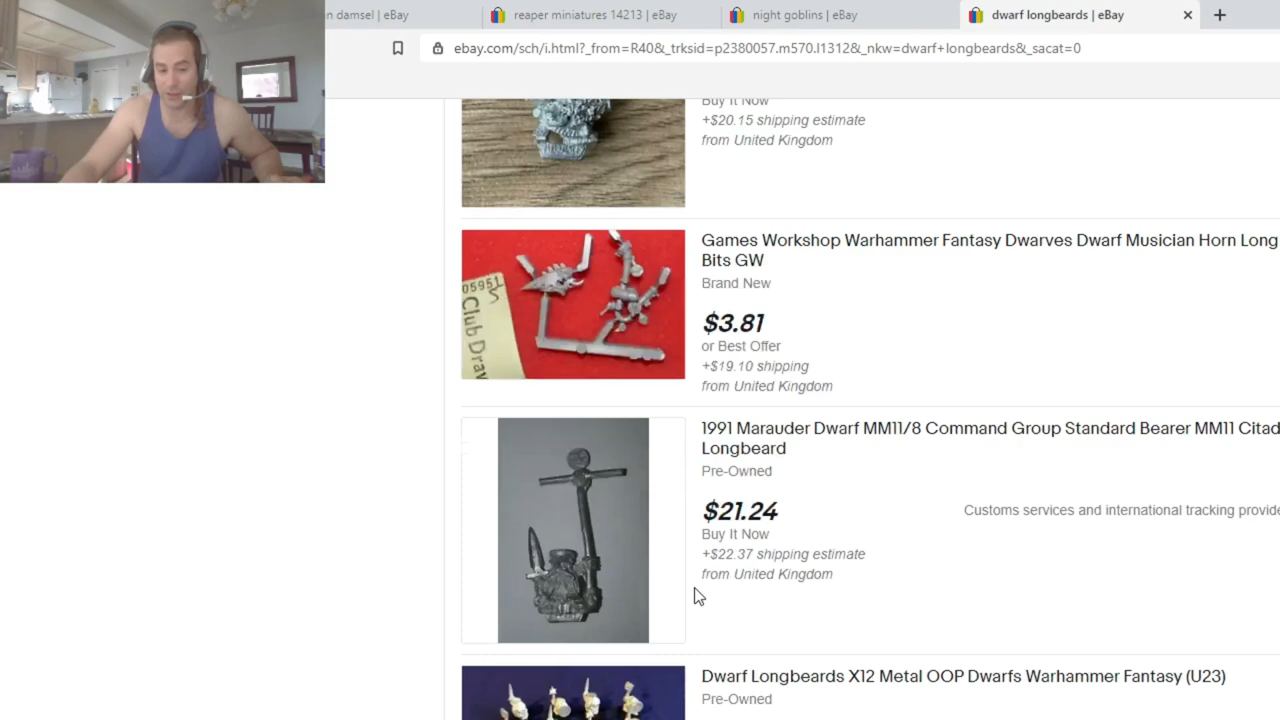 an damsel | eBay
reaper miniatures 14213 | eBay
night goblins | eBay
dwarf longbeards | eBay
ebay.com/sch/i.html?_from=R40&_trksid=p2380057.m570.l1312&_nkw=dwarf+longbeards&_sacat=0
Buy It Now
+$20.15 shipping estimate
from United Kingdom
Games Workshop Warhammer Fantasy Dwarves Dwarf Musician Horn Long
Bits GW
Brand New
$3.81
or Best Offer
+$19.10 shipping
from United Kingdom
05951
Club Draw
1991 Marauder Dwarf MM11/8 Command Group Standard Bearer MM11 Citad
Longbeard
Pre-Owned
$21.24
Customs services and international tracking provide
Buy It Now
+$22.37 shipping estimate
from United Kingdom
Dwarf Longbeards X12 Metal OOP Dwarfs Warhammer Fantasy (U23)
Pre-Owned